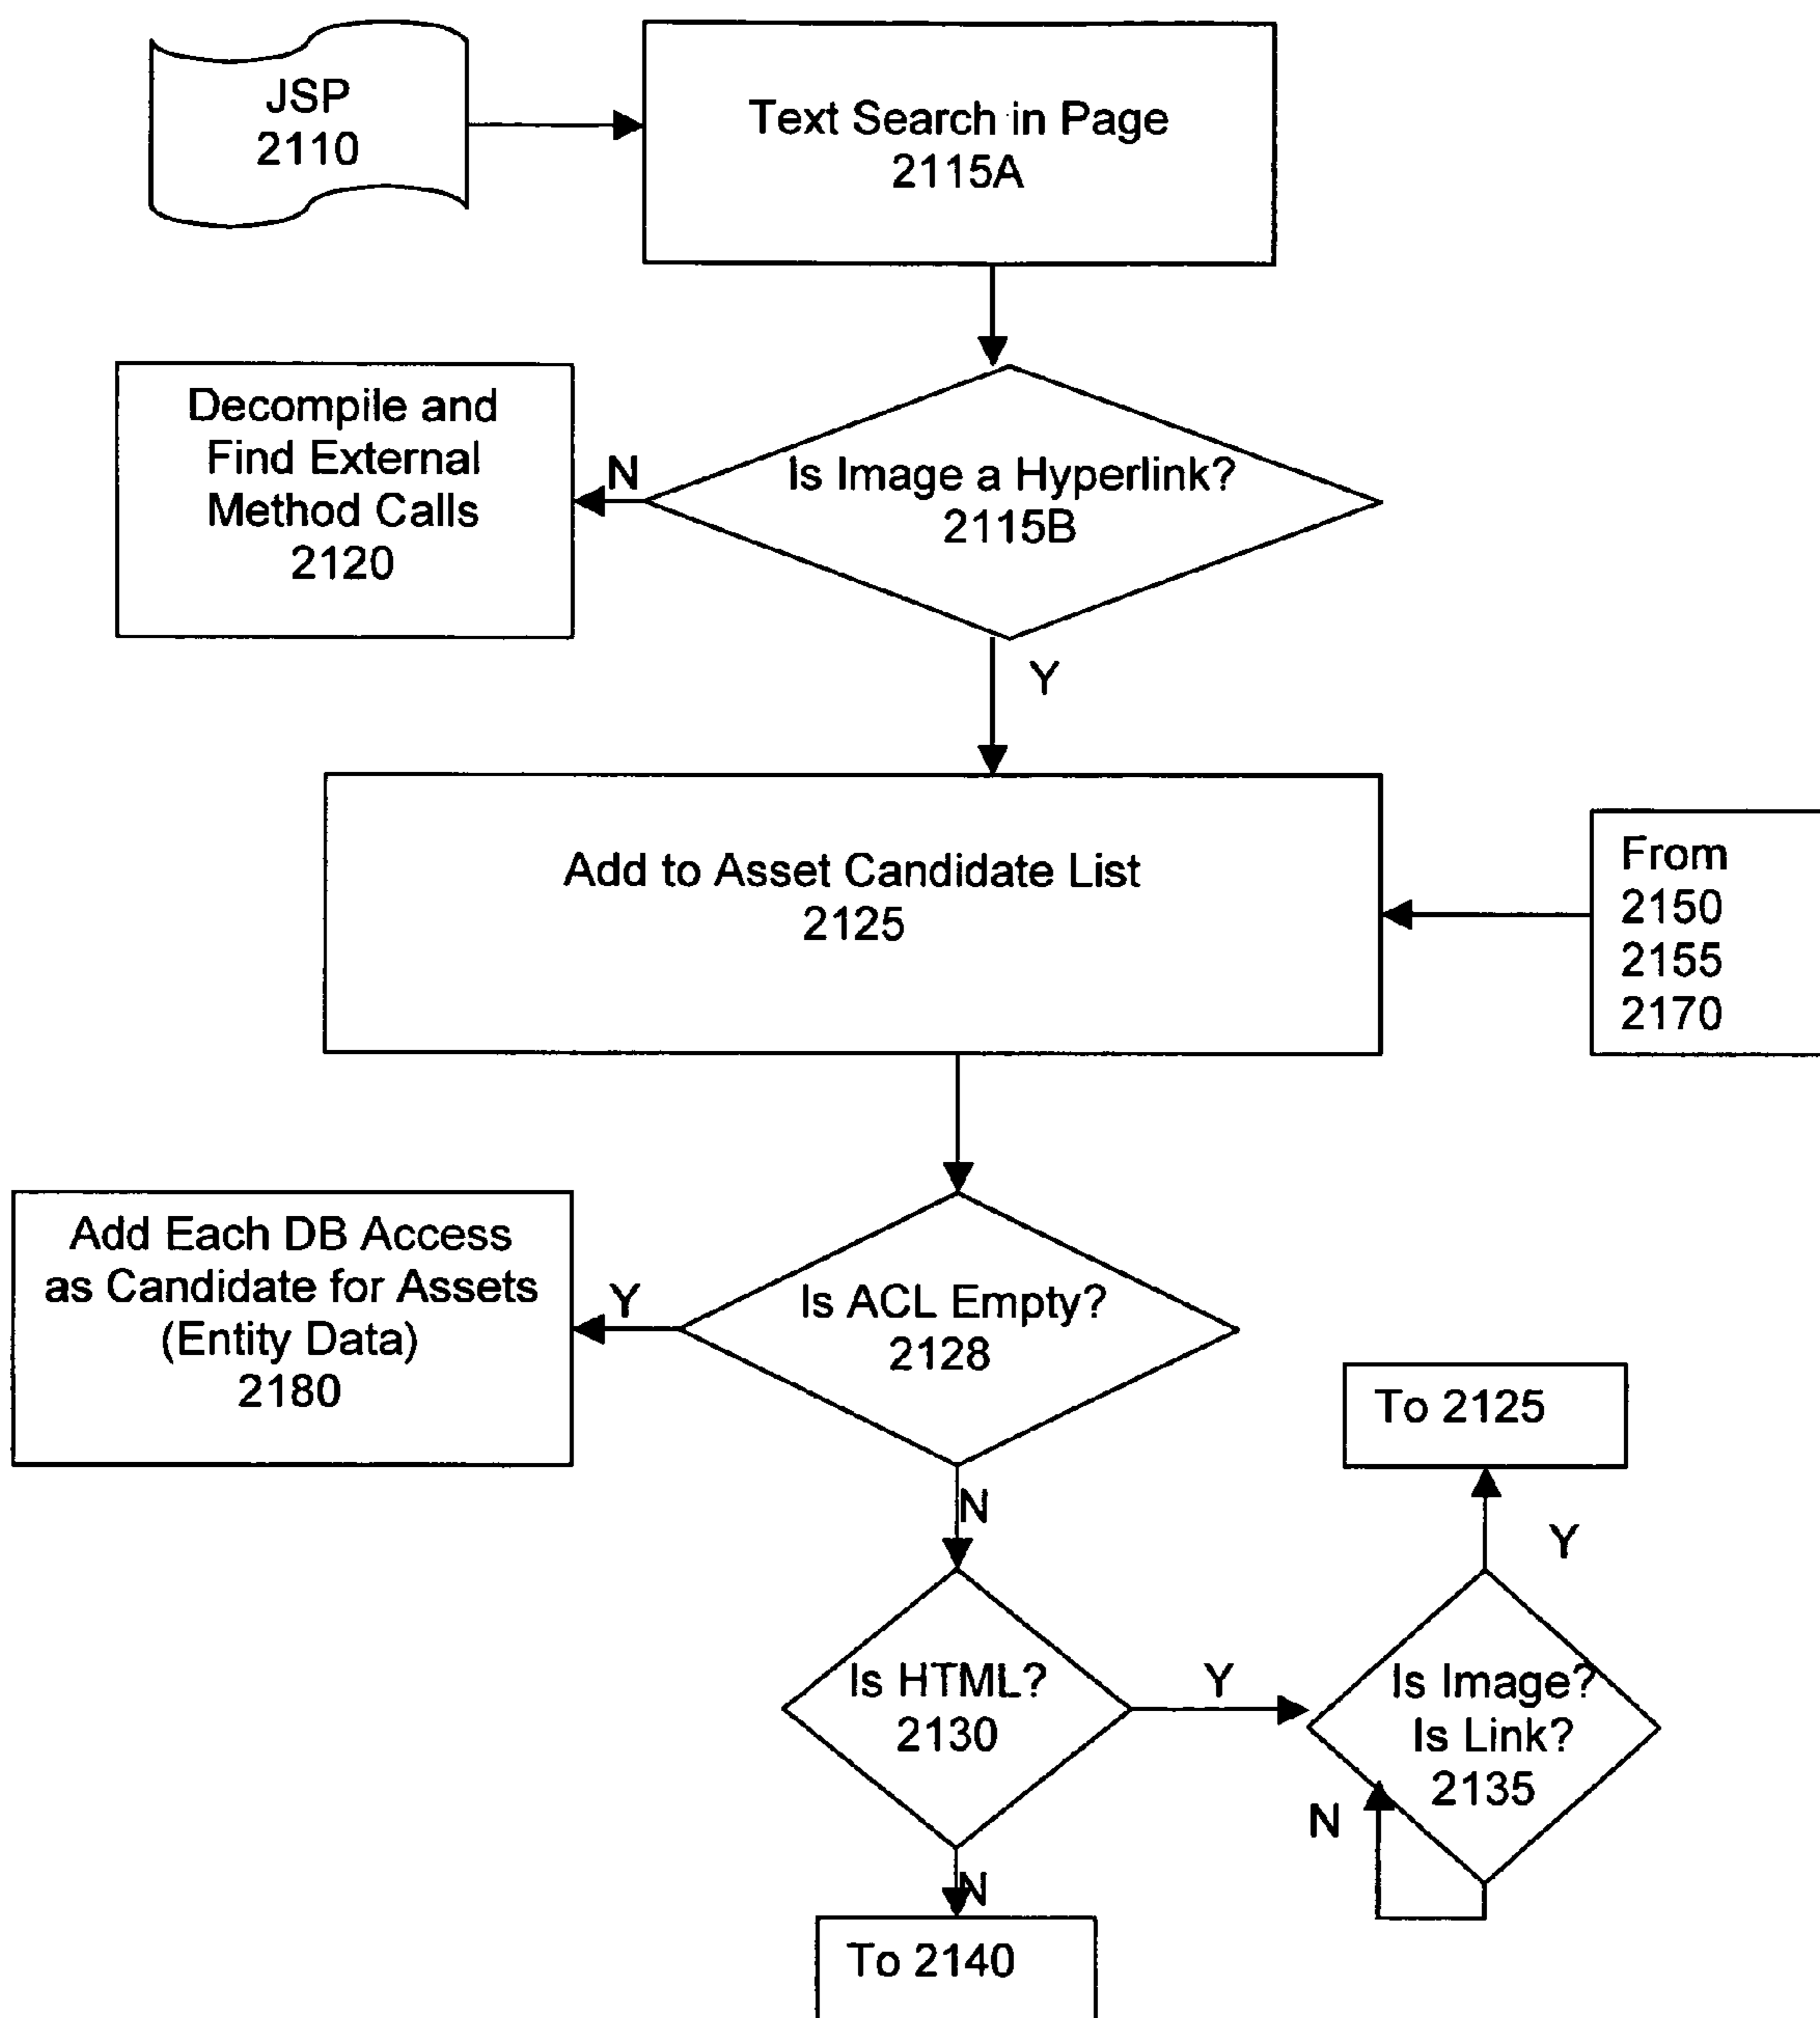 JSP
2110
Text Search in Page
2115A
Decompile and
Find External
Method Calls
2120
N
Is Image a Hyperlink?
2115B
Y
Add to Asset Candidate List
2125
From
2150
2155
2170
Add Each DB Access
as Candidate for Assets
(Entity Data)
2180
Y
Is ACL Empty?
2128
To 2125
N
Y
Is HTML?
2130
Y
Is Image?
Is Link?
2135
N
N
To 2140